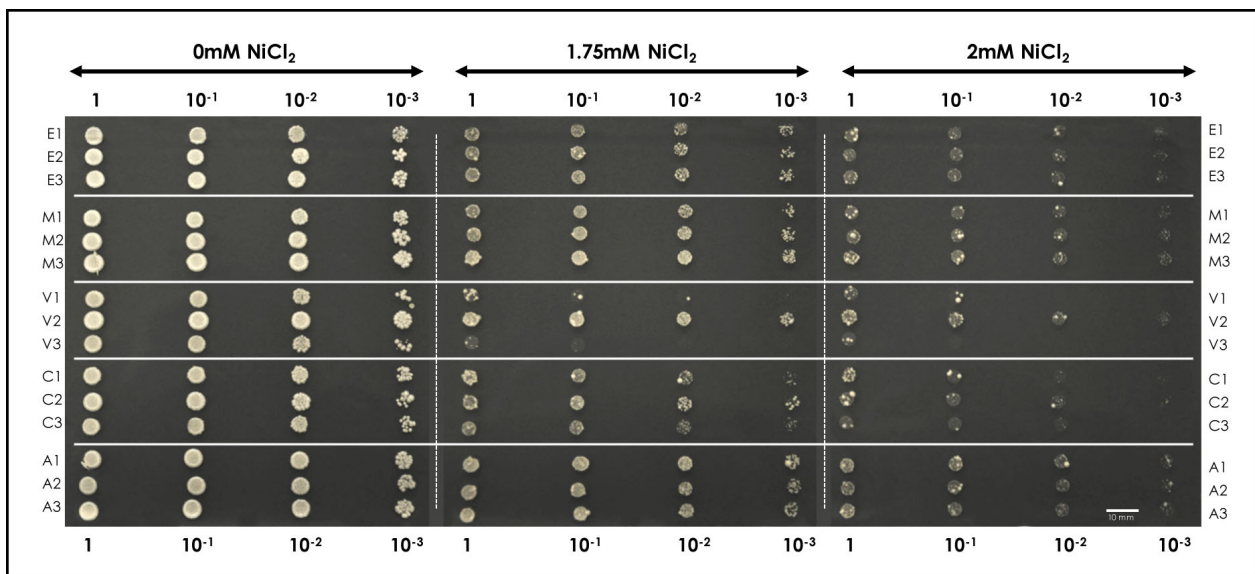 0mM NiCl₂ 1.75mM NiCl₂ 2mM NiCl₂
1 10⁻¹ 10⁻² 10⁻³ 1 10⁻¹ 10⁻² 10⁻³ 1 10⁻¹ 10⁻² 10⁻³
E1 E1
E2 E2
E3 E3
M1 M1
M2 M2
M3 M3
V1 V1
V2 V2
V3 V3
C1 C1
C2 C2
C3 C3
A1 A1
A2 A2
A3 A3
10 mm
1 10⁻¹ 10⁻² 10⁻³ 1 10⁻¹ 10⁻² 10⁻³ 1 10⁻¹ 10⁻² 10⁻³